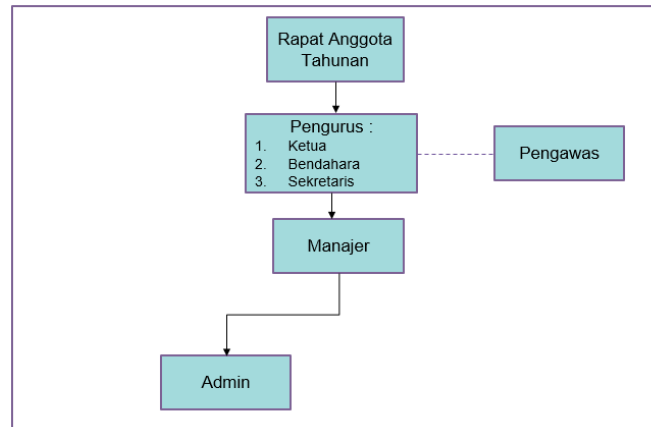 Rapat Anggota
Tahunan
Pengurus :
1. Ketua
2. Bendahara
3. Sekretaris
Pengawas
Manajer
Admin